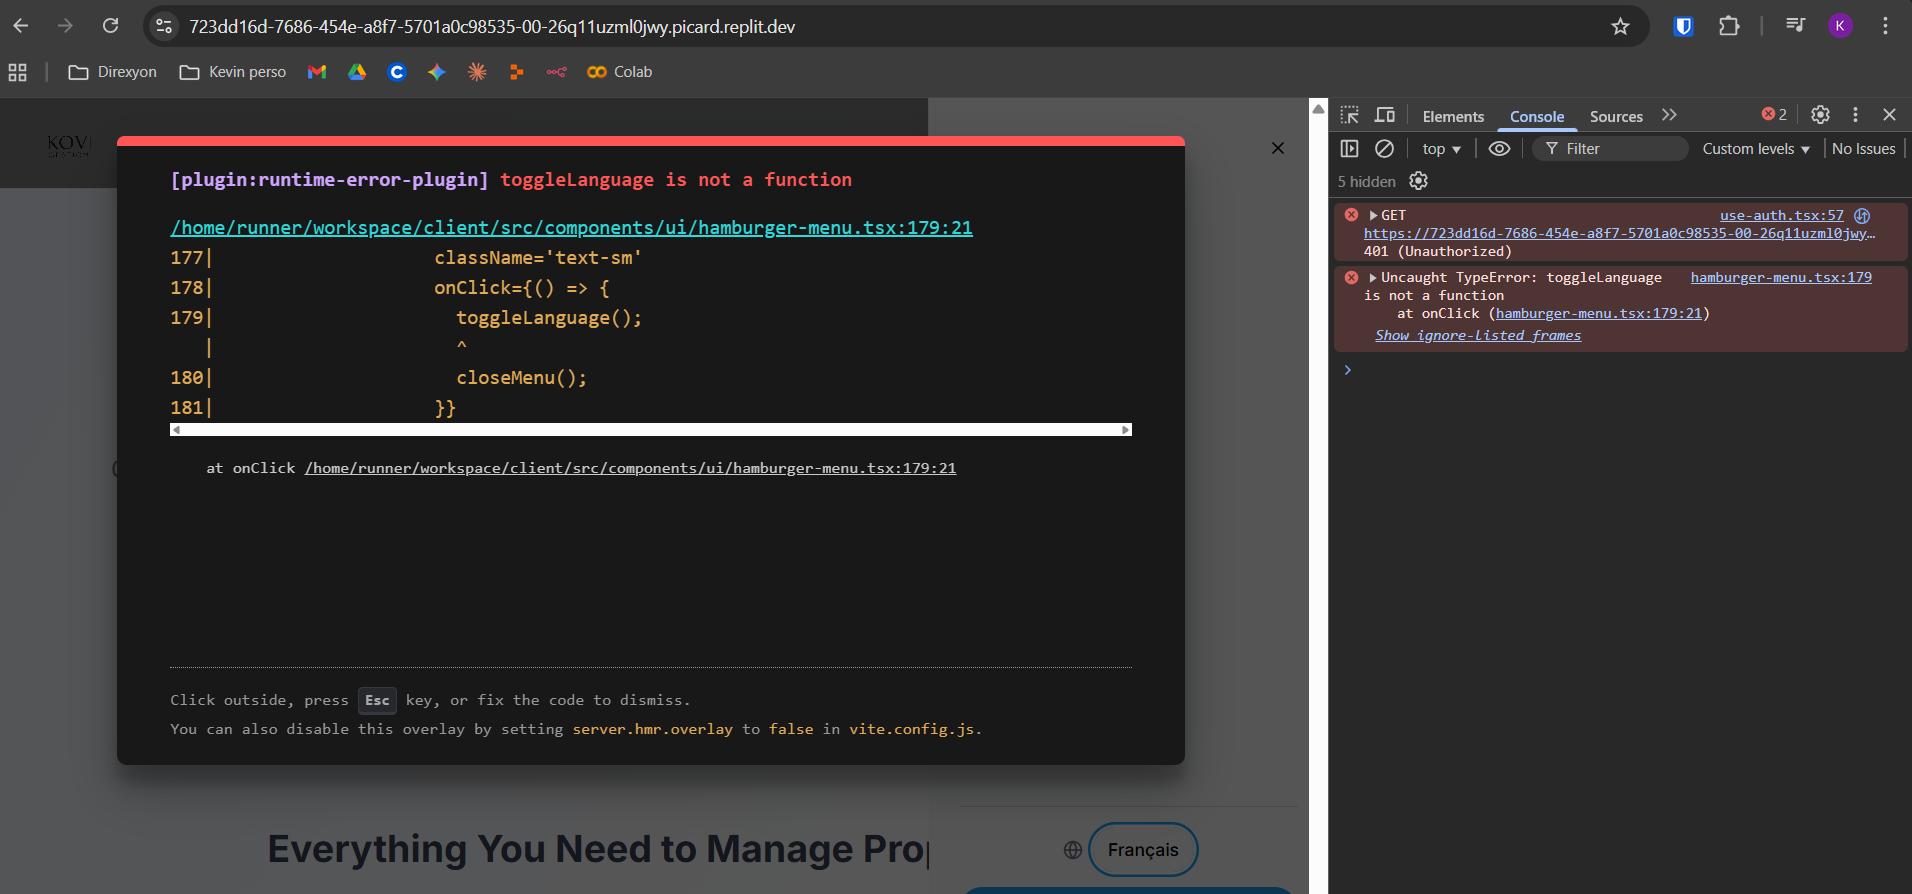 723dd16d-7686-454e-a8f7-5701a0c98535-00-26q11uzml0jwy.picard.replit.dev
K
Direxyon
Kevin perso
Colab
KOVI
[plugin:runtime-error-plugin] toggleLanguage is not a function
/home/runner/workspace/client/src/components/ui/hamburger-menu.tsx:179:21
177| className='text-sm'
178| onClick={() => {
179| toggleLanguage();
| ^
180| closeMenu();
181| }}
at onClick /home/runner/workspace/client/src/components/ui/hamburger-menu.tsx:179:21
Click outside, press Esc key, or fix the code to dismiss.
You can also disable this overlay by setting server.hmr.overlay to false in vite.config.js.
Everything You Need to Manage Prop
Français
Elements
Console
Sources
2
top
Filter
Custom levels
No Issues
5 hidden
GET use-auth.tsx:57
https://723dd16d-7686-454e-a8f7-5701a0c98535-00-26q11uzml0jwy…
401 (Unauthorized)
Uncaught TypeError: toggleLanguage hamburger-menu.tsx:179
is not a function
at onClick (hamburger-menu.tsx:179:21)
Show ignore-listed frames